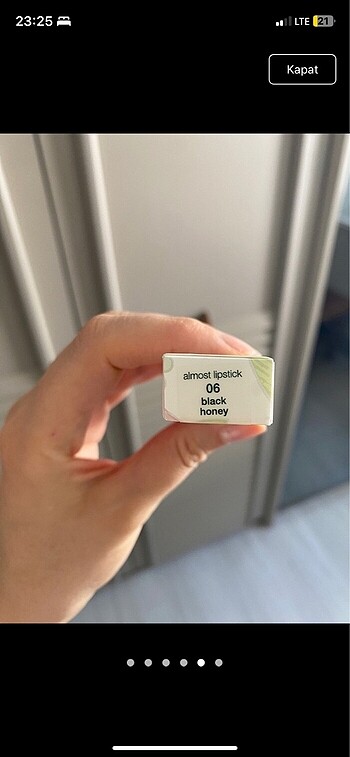 23:25
LTE 21
Kapat
almost lipstick
06
black
honey